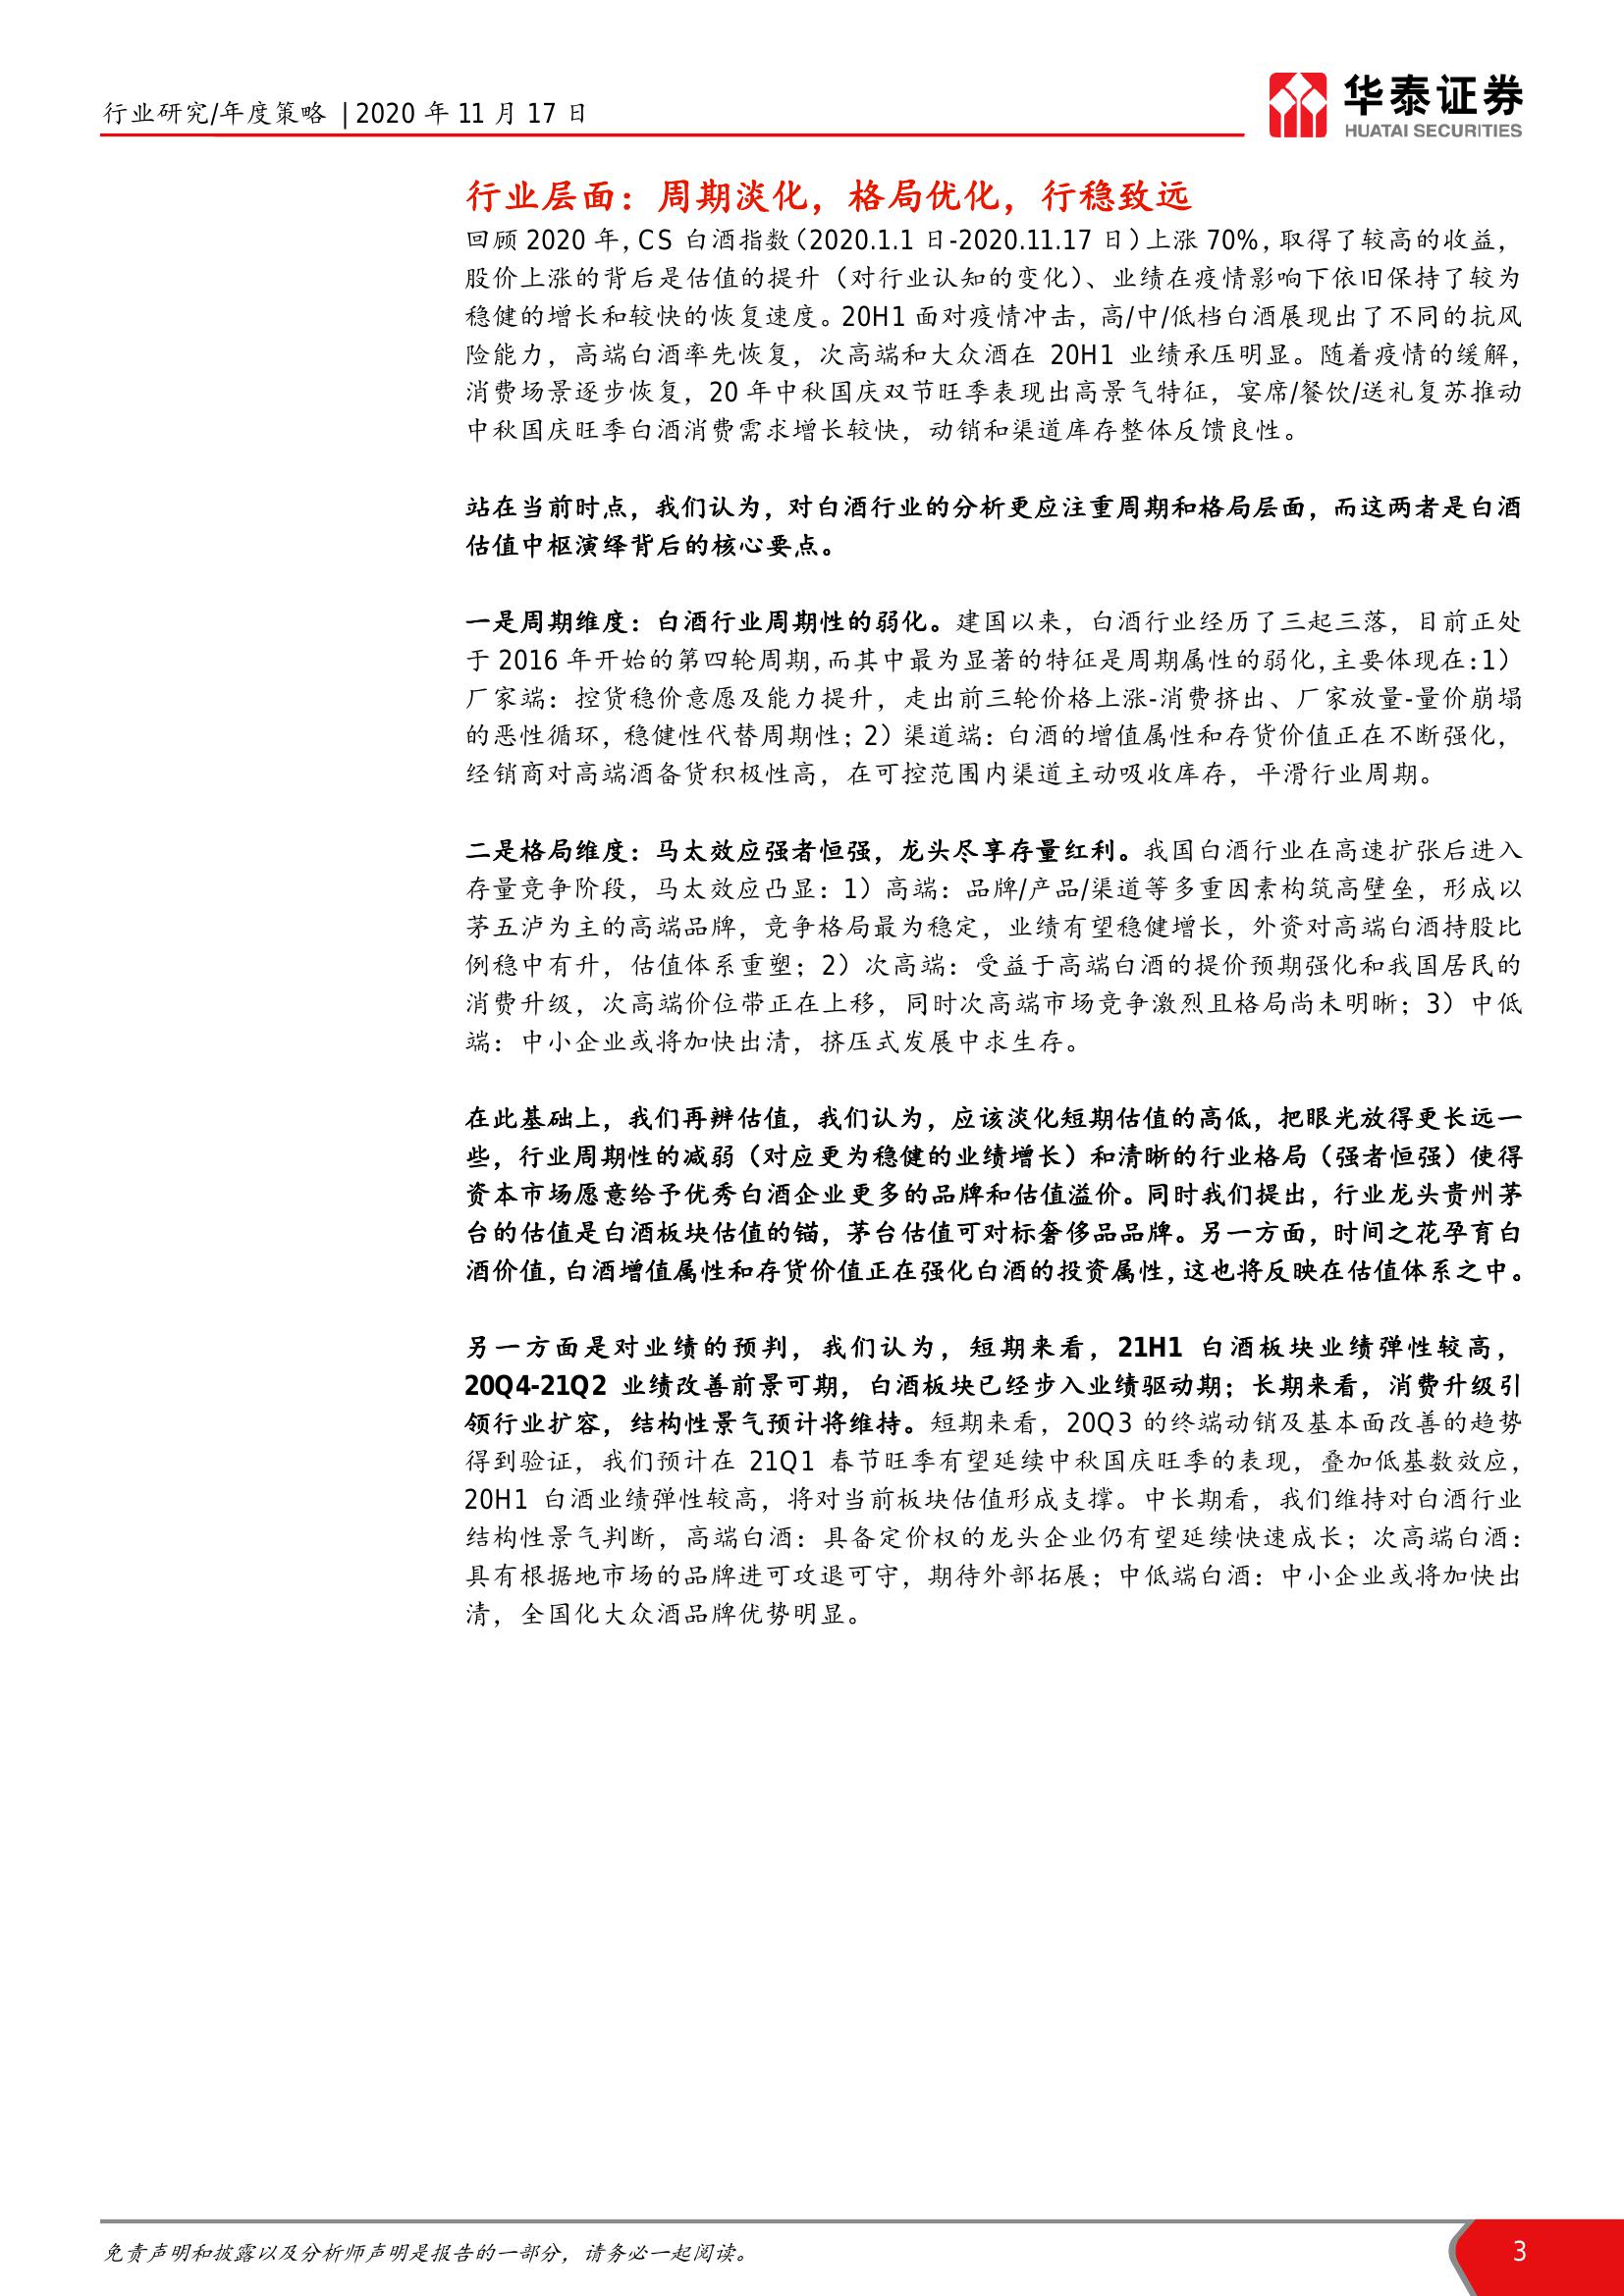 行业研究/年度策略 | 2020 年 11 月 17 日
华泰证券
HUATAI SECURITIES
行业层面：周期淡化，格局优化，行稳致远
回顾 2020 年，CS 白酒指数（2020.1.1 日-2020.11.17 日）上涨 70%，取得了较高的收益，
股价上涨的背后是估值的提升（对行业认知的变化）、业绩在疫情影响下依旧保持了较为
稳健的增长和较快的恢复速度。20H1 面对疫情冲击，高/中/低档白酒展现出了不同的抗风
险能力，高端白酒率先恢复，次高端和大众酒在 20H1 业绩承压明显。随着疫情的缓解，
消费场景逐步恢复，20 年中秋国庆双节旺季表现出高景气特征，宴席/餐饮/送礼复苏推动
中秋国庆旺季白酒消费需求增长较快，动销和渠道库存整体反馈良性。
站在当前时点，我们认为，对白酒行业的分析更应注重周期和格局层面，而这两者是白酒
估值中枢演绎背后的核心要点。
一是周期维度：白酒行业周期性的弱化。建国以来，白酒行业经历了三起三落，目前正处
于 2016 年开始的第四轮周期，而其中最为显著的特征是周期属性的弱化，主要体现在：1）
厂家端：控货稳价意愿及能力提升，走出前三轮价格上涨-消费挤出、厂家放量-量价崩塌
的恶性循环，稳健性代替周期性；2）渠道端：白酒的增值属性和存货价值正在不断强化，
经销商对高端酒备货积极性高，在可控范围内渠道主动吸收库存，平滑行业周期。
二是格局维度：马太效应强者恒强，龙头尽享存量红利。我国白酒行业在高速扩张后进入
存量竞争阶段，马太效应凸显：1）高端：品牌/产品/渠道等多重因素构筑高壁垒，形成以
茅五泸为主的高端品牌，竞争格局最为稳定，业绩有望稳健增长，外资对高端白酒持股比
例稳中有升，估值体系重塑；2）次高端：受益于高端白酒的提价预期强化和我国居民的
消费升级，次高端价位带正在上移，同时次高端市场竞争激烈且格局尚未明晰；3）中低
端：中小企业或将加快出清，挤压式发展中求生存。
在此基础上，我们再辨估值，我们认为，应该淡化短期估值的高低，把眼光放得更长远一
些，行业周期性的减弱（对应更为稳健的业绩增长）和清晰的行业格局（强者恒强）使得
资本市场愿意给予优秀白酒企业更多的品牌和估值溢价。同时我们提出，行业龙头贵州茅
台的估值是白酒板块估值的锚，茅台估值可对标奢侈品品牌。另一方面，时间之花孕育白
酒价值，白酒增值属性和存货价值正在强化白酒的投资属性，这也将反映在估值体系之中。
另一方面是对业绩的预判，我们认为，短期来看，21H1 白酒板块业绩弹性较高，
20Q4-21Q2 业绩改善前景可期，白酒板块已经步入业绩驱动期；长期来看，消费升级引
领行业扩容，结构性景气预计将维持。短期来看，20Q3 的终端动销及基本面改善的趋势
得到验证，我们预计在 21Q1 春节旺季有望延续中秋国庆旺季的表现，叠加低基数效应，
20H1 白酒业绩弹性较高，将对当前板块估值形成支撑。中长期看，我们维持对白酒行业
结构性景气判断，高端白酒：具备定价权的龙头企业仍有望延续快速成长；次高端白酒：
具有根据地市场的品牌进可攻退可守，期待外部拓展；中低端白酒：中小企业或将加快出
清，全国化大众酒品牌优势明显。
免责声明和披露以及分析师声明是报告的一部分，请务必一起阅读。
3